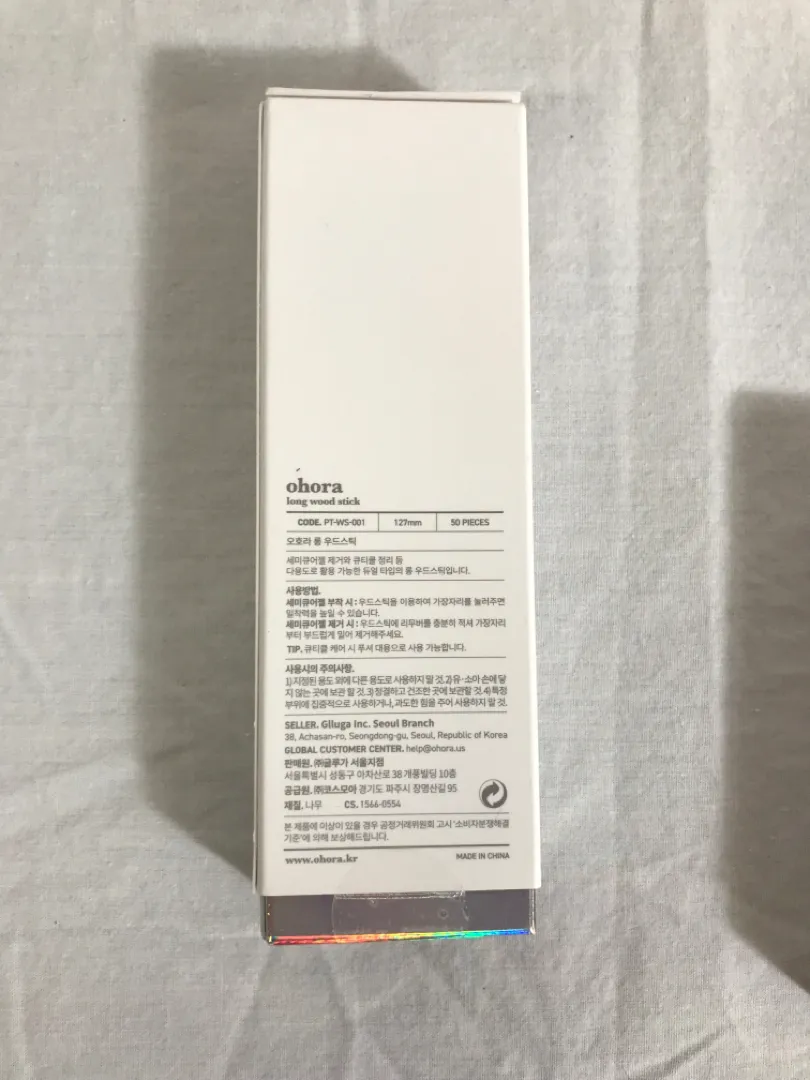 ohora
long wood stick
CODE. PT-WS-001 127mm 50 PIECES
오호라 롱 우드스틱
세미큐어젤 제거와 큐티클 정리 등
다용도로 활용 가능한 듀얼 타입의 롱 우드스틱입니다.
사용방법.
세미큐어젤 부착 시 : 우드스틱을 이용하여 가장자리를 눌러주면
밀착력을 높일 수 있습니다.
세미큐어젤 제거 시 : 우드스틱에 리무버를 충분히 적셔 가장자리
부터 부드럽게 밀어 제거해주세요.
TIP. 큐티클 케어 시 푸셔 대용으로 사용 가능합니다.
사용시의 주의사항.
1) 지정된 용도 외에 다른 용도로 사용하지 말 것. 2) 유·소아 손에 닿
지 않는 곳에 보관 할 것. 3) 청결하고 건조한 곳에 보관할 것. 4) 특정
부위에 집중적으로 사용하거나, 과도한 힘을 주어 사용하지 말 것.
SELLER. Glluga Inc. Seoul Branch
38, Achasan-ro, Seongdong-gu, Seoul, Republic of Korea
GLOBAL CUSTOMER CENTER. help@ohora.us
판매원. ㈜글루가 서울지점
서울특별시 성동구 아차산로 38 개풍빌딩 10층
공급원. ㈜코스모아 경기도 파주시 장명산길 95
재질. 나무 CS. 1566-0554
본 제품에 이상이 있을 경우 공정거래위원회 고시 '소비자분쟁해결
기준'에 의해 보상해드립니다.
www.ohora.kr MADE IN CHINA